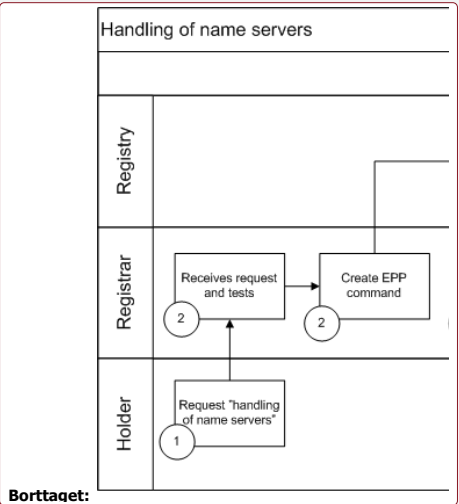 Handling of name servers
Registry
Registrar
Receives request
and tests
2
Create EPP
command
2
Holder
Request "handling
of name servers"
1
Borttaget: